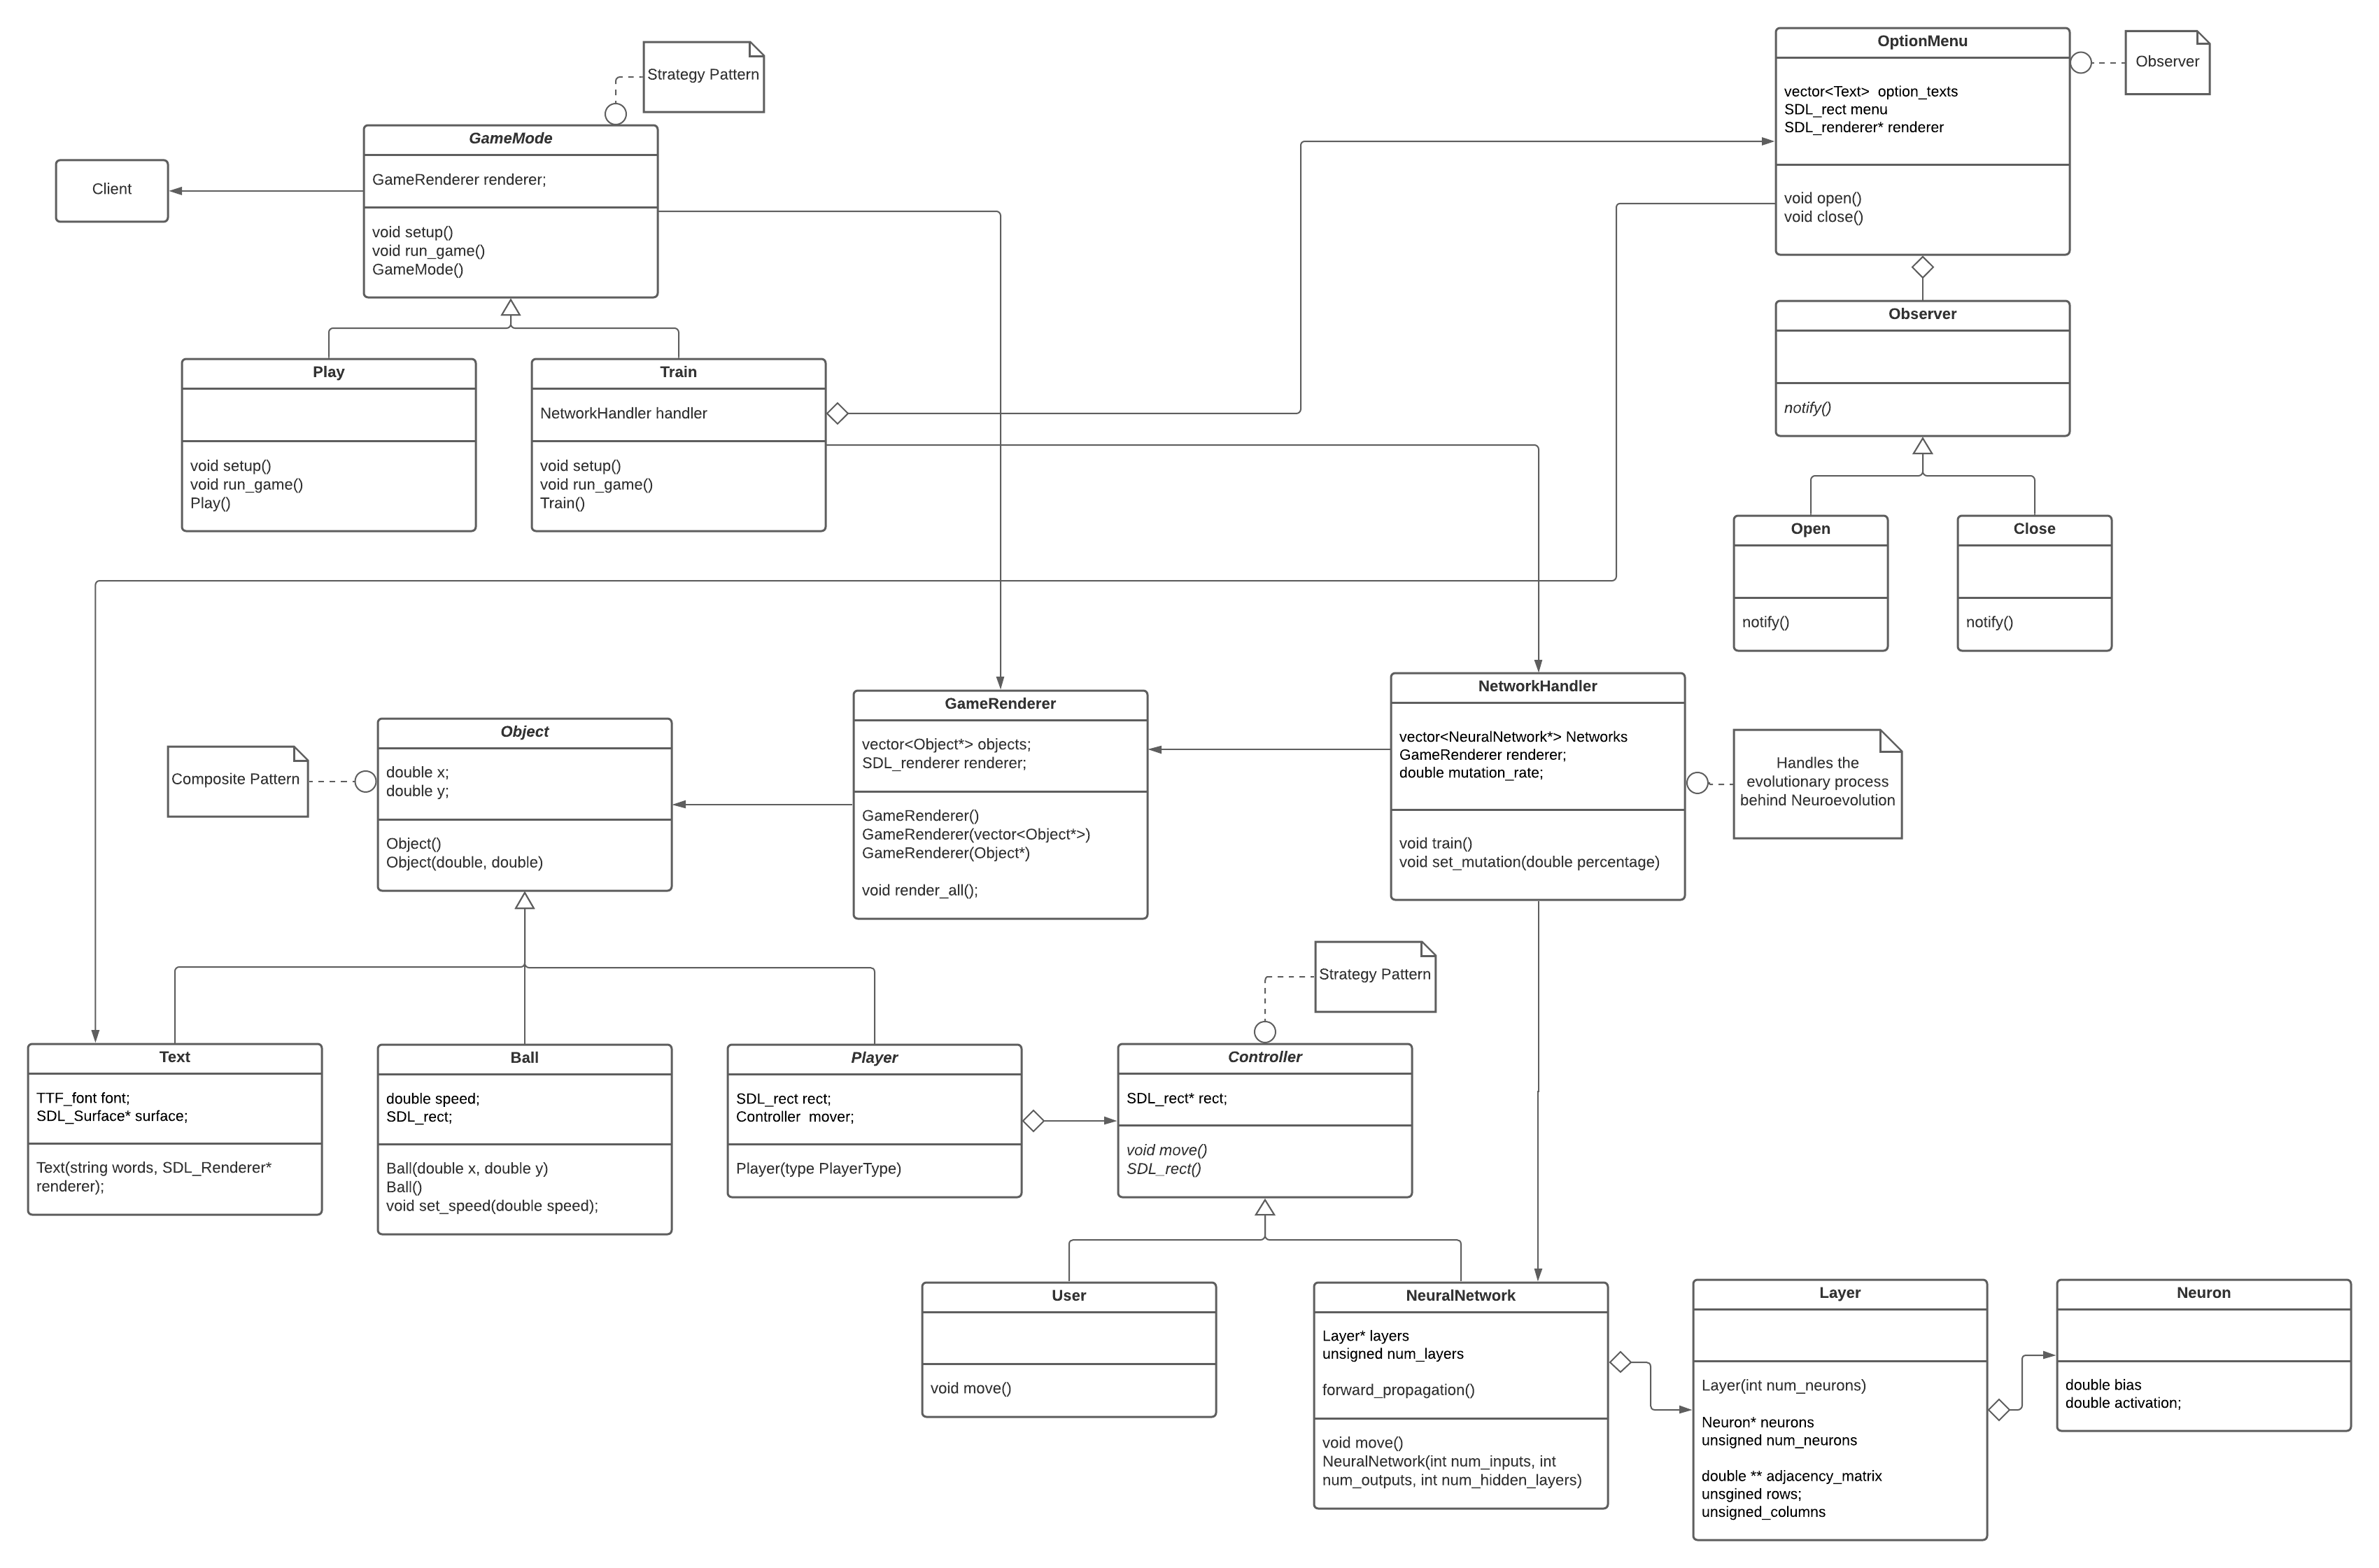 Strategy Pattern
GameMode
GameRenderer renderer;
void setup()
void run_game()
GameMode()
Client
OptionMenu
vector<Text>  option_texts
SDL_rect menu
SDL_renderer* renderer
void open()
void close()
Observer
Observer
notify()
Play
void setup()
void run_game()
Play()
Train
NetworkHandler handler
void setup()
void run_game()
Train()
Open
notify()
Close
notify()
Composite Pattern
Object
double x;
double y;
Object()
Object(double, double)
GameRenderer
vector<Object*> objects;
SDL_renderer renderer;
GameRenderer()
GameRenderer(vector<Object*>)
GameRenderer(Object*)
void render_all();
NetworkHandler
vector<NeuralNetwork*> Networks
GameRenderer renderer;
double mutation_rate;
void train()
void set_mutation(double percentage)
Handles the
evolutionary process
behind Neuroevolution
Strategy Pattern
Text
TTF_font font;
SDL_Surface* surface;
Text(string words, SDL_Renderer*
renderer);
Ball
double speed;
SDL_rect;
Ball(double x, double y)
Ball()
void set_speed(double speed);
Player
SDL_rect rect;
Controller  mover;
Player(type PlayerType)
Controller
SDL_rect* rect;
void move()
SDL_rect()
User
void move()
NeuralNetwork
Layer* layers
unsigned num_layers
forward_propagation()
void move()
NeuralNetwork(int num_inputs, int
num_outputs, int num_hidden_layers)
Layer
Layer(int num_neurons)
Neuron* neurons
unsigned num_neurons
double ** adjacency_matrix
unsgined rows;
unsigned_columns
Neuron
double bias
double activation;